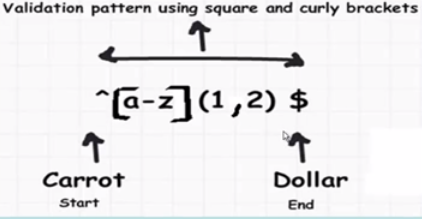 Validation pattern using square and curly brackets
^[a-z](1,2) $
Carrot Dollar
Start End